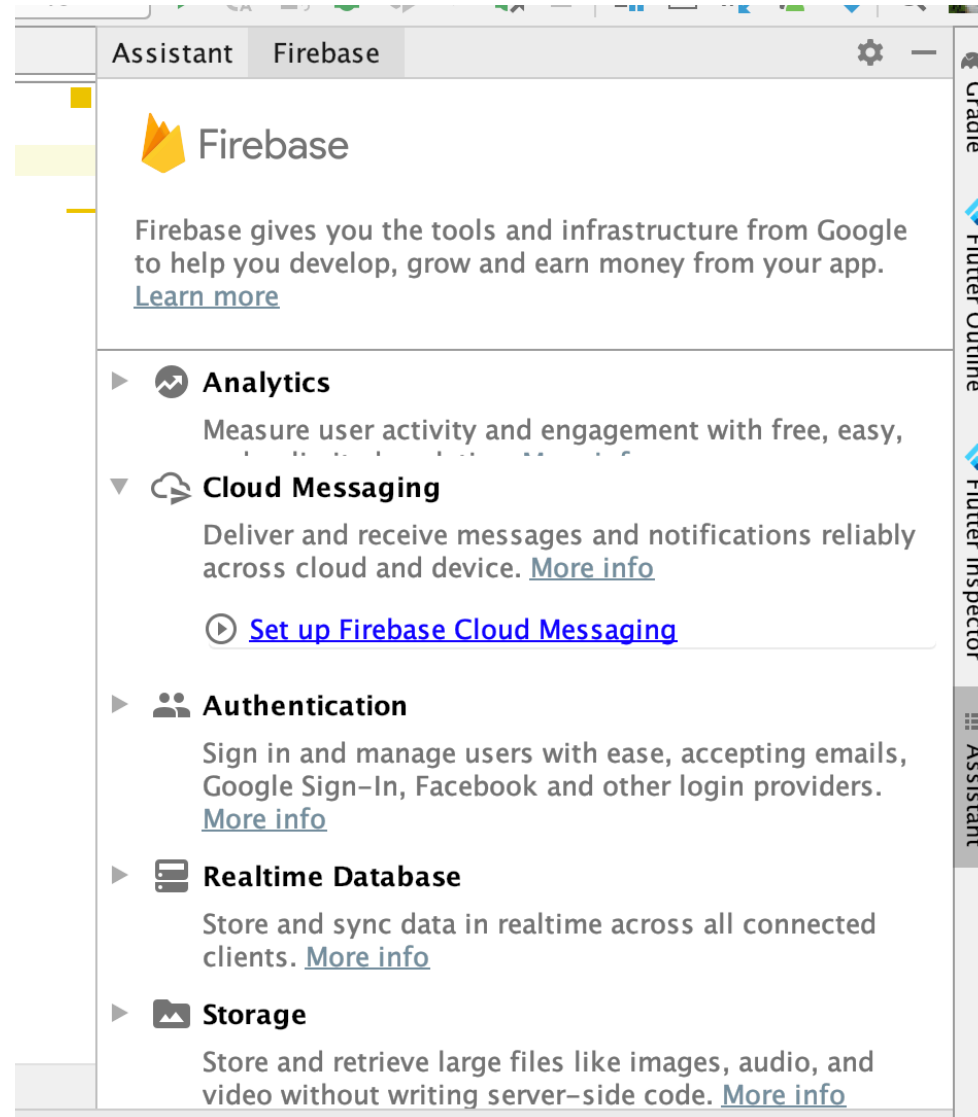 Assistant Firebase
Firebase
Firebase gives you the tools and infrastructure from Google
to help you develop, grow and earn money from your app.
Learn more
Analytics
Measure user activity and engagement with free, easy,
Cloud Messaging
Deliver and receive messages and notifications reliably
across cloud and device. More info
Set up Firebase Cloud Messaging
Authentication
Sign in and manage users with ease, accepting emails,
Google Sign-In, Facebook and other login providers.
More info
Realtime Database
Store and sync data in realtime across all connected
clients. More info
Storage
Store and retrieve large files like images, audio, and
video without writing server-side code. More info
Gradle
Flutter Outline
Flutter Inspector
Assistant